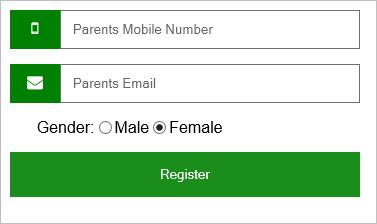 Parents Mobile Number
Parents Email
Gender: Male Female
Register